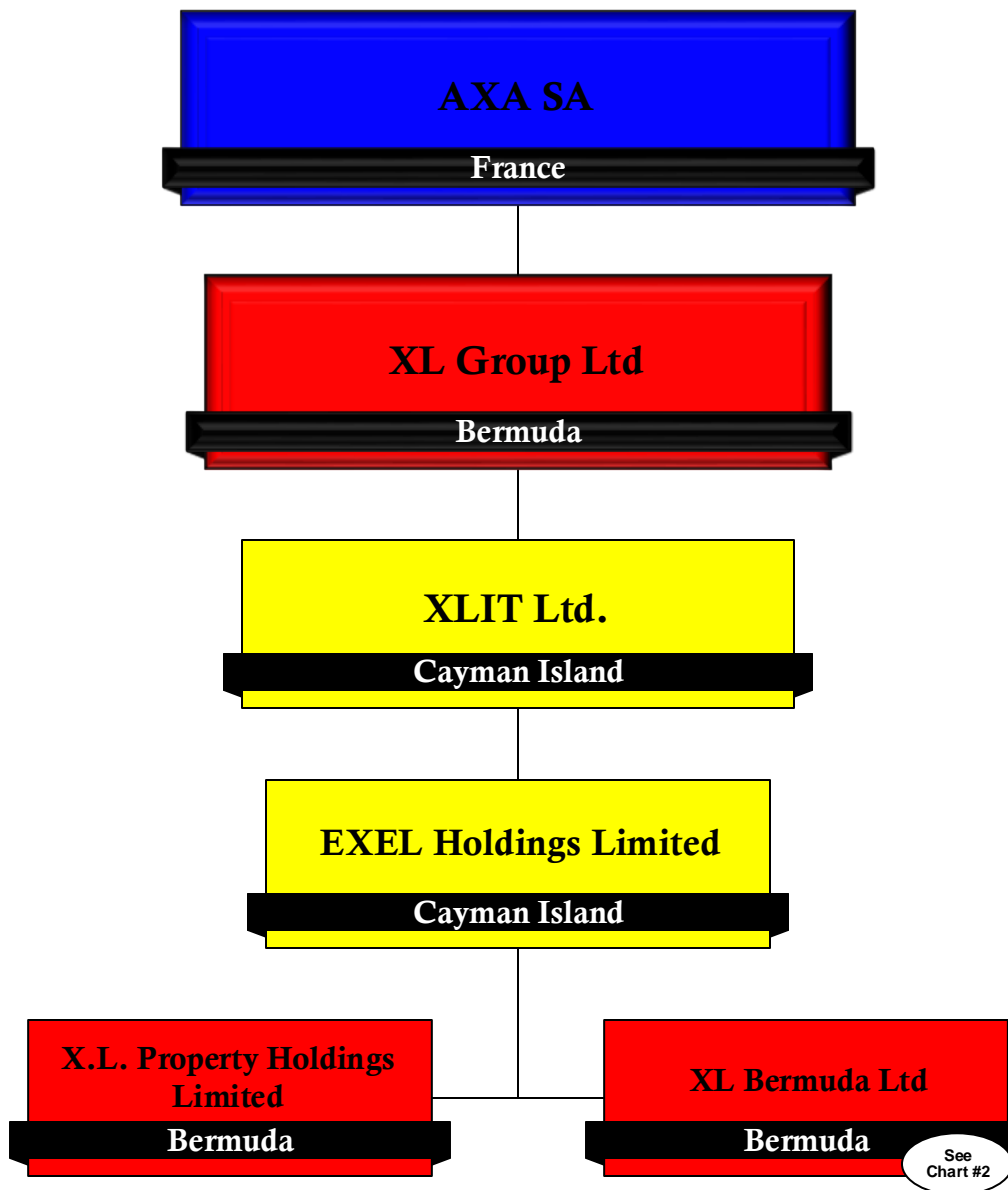 AXA SA
France
XL Group Ltd
Bermuda
XLIT Ltd.
Cayman Island
EXEL Holdings Limited
Cayman Island
X.L. Property Holdings
Limited
Bermuda
XL Bermuda Ltd
Bermuda
See
Chart #2